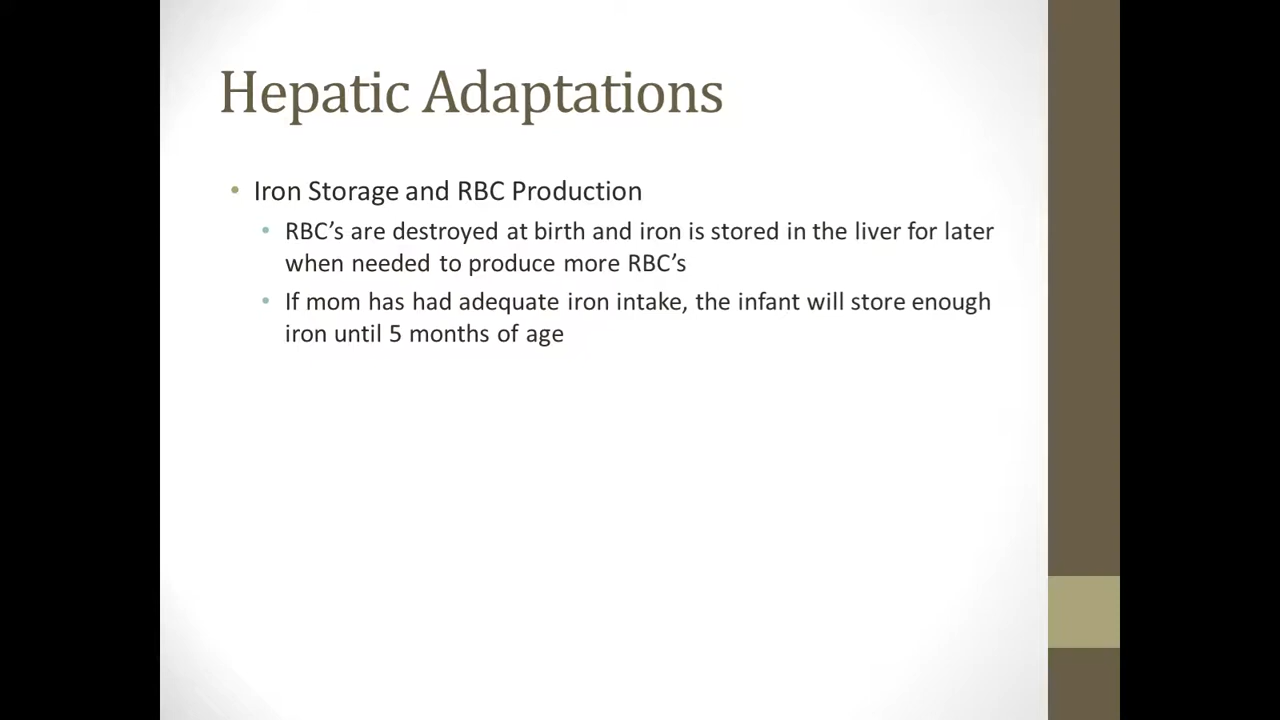 Hepatic Adaptations
• Iron Storage and RBC Production
• RBC’s are destroyed at birth and iron is stored in the liver for later
when needed to produce more RBC’s
• If mom has had adequate iron intake, the infant will store enough
iron until 5 months of age